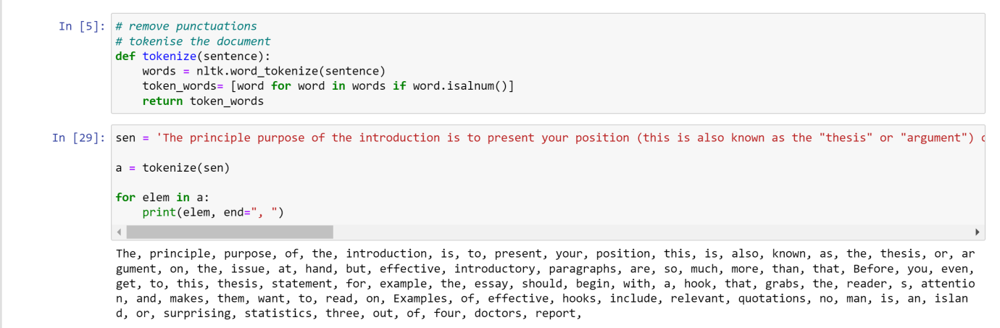 In [5]: # remove punctuations
# tokenise the document
def tokenize(sentence):
    words = nltk.word_tokenize(sentence)
    token_words= [word for word in words if word.isalnum()]
    return token_words
In [29]: sen = 'The principle purpose of the introduction is to present your position (this is also known as the "thesis" or "argument")
a = tokenize(sen)
for elem in a:
    print(elem, end=", ")
The, principle, purpose, of, the, introduction, is, to, present, your, position, this, is, also, known, as, the, thesis, or, ar
gument, on, the, issue, at, hand, but, effective, introductory, paragraphs, are, so, much, more, than, that, Before, you, even,
get, to, this, thesis, statement, for, example, the, essay, should, begin, with, a, hook, that, grabs, the, reader, s, attentio
n, and, makes, them, want, to, read, on, Examples, of, effective, hooks, include, relevant, quotations, no, man, is, an, islan
d, or, surprising, statistics, three, out, of, four, doctors, report,